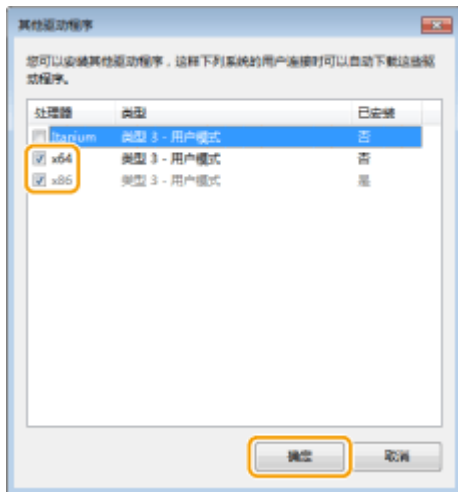 其他驱动程序
您可以安装其他驱动程序，这样下列系统的用户连接时可以自动下载这些驱
动程序。
处理器 类型 已安装
Itanium 类型 3 - 用户模式 否
x64 类型 3 - 用户模式 否
x86 类型 3 - 用户模式 是
确定 取消